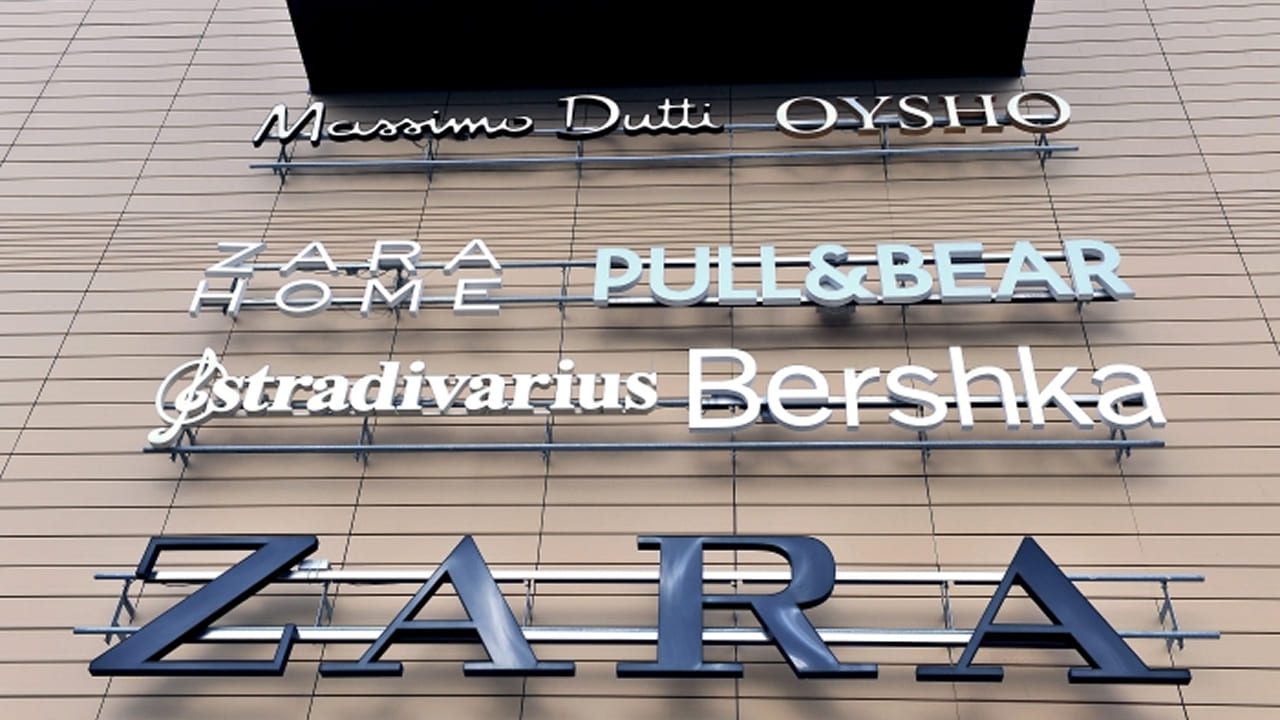 Massimo Dutti OYSHO
ZARA HOME PULL&BEAR
stradivarius Bershka
ZARA